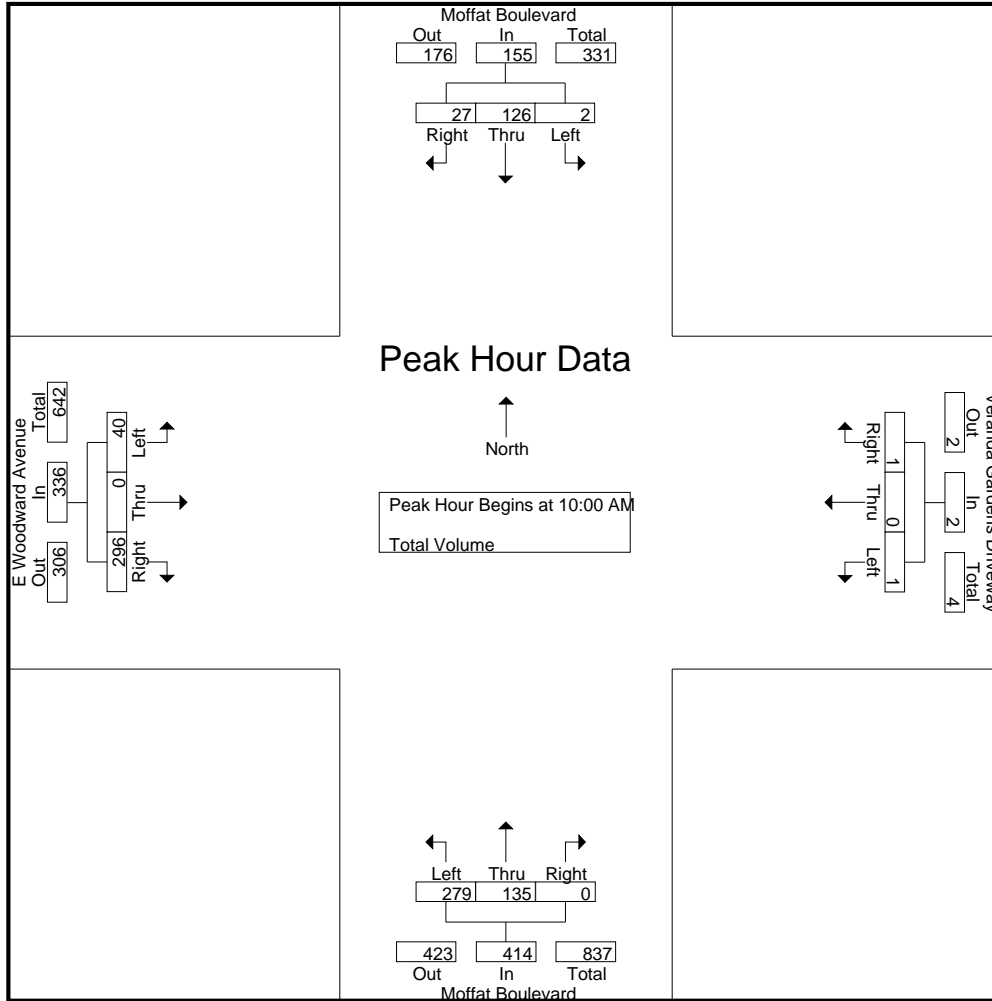 Moffat Boulevard
Out In Total
176 155 331
27 126 2
Right Thru Left
Peak Hour Data
North
Peak Hour Begins at 10:00 AM
Total Volume
E Woodward Avenue
Out In Total
306 336 642
40 0 296
Left Thru Right
Veranda Gardens Driveway
Out In Total
2 2 4
Right Thru Left
1 0 1
Left Thru Right
279 135 0
423 414 837
Out In Total
Moffat Boulevard